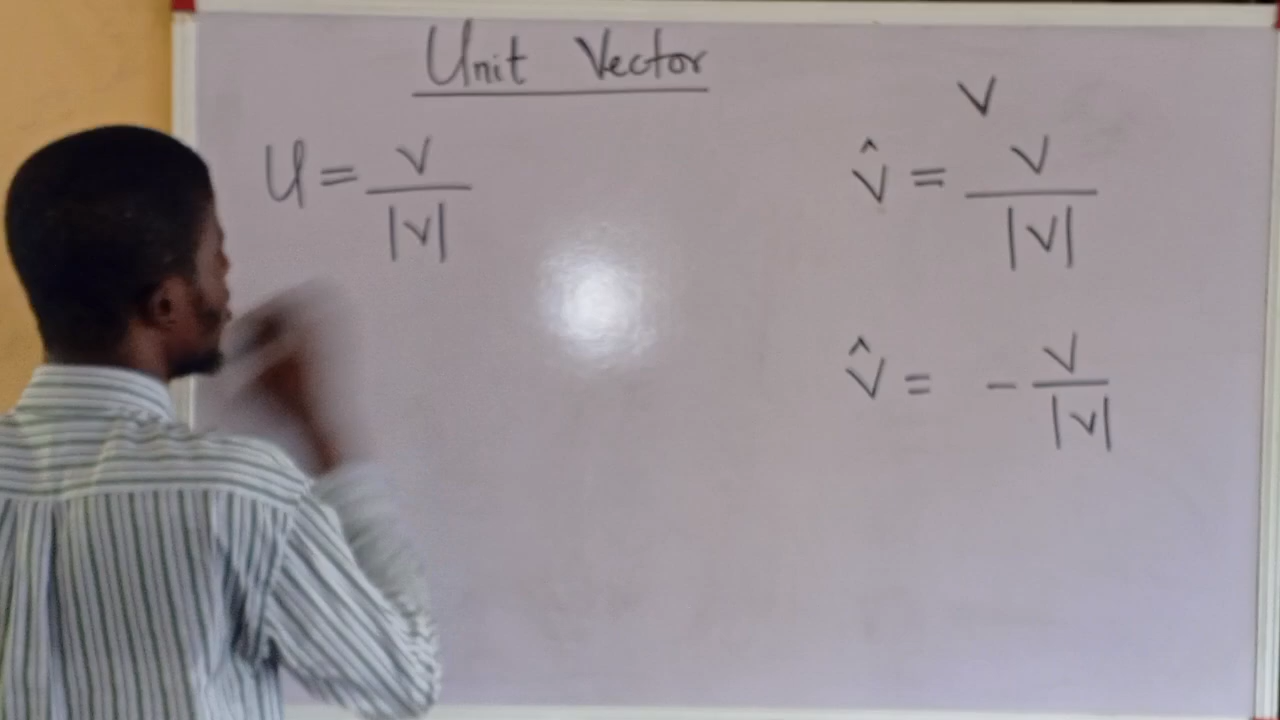 Unit Vector
U = V / |V|
V
V̂ = V / |V|
V̂ = - V / |V|